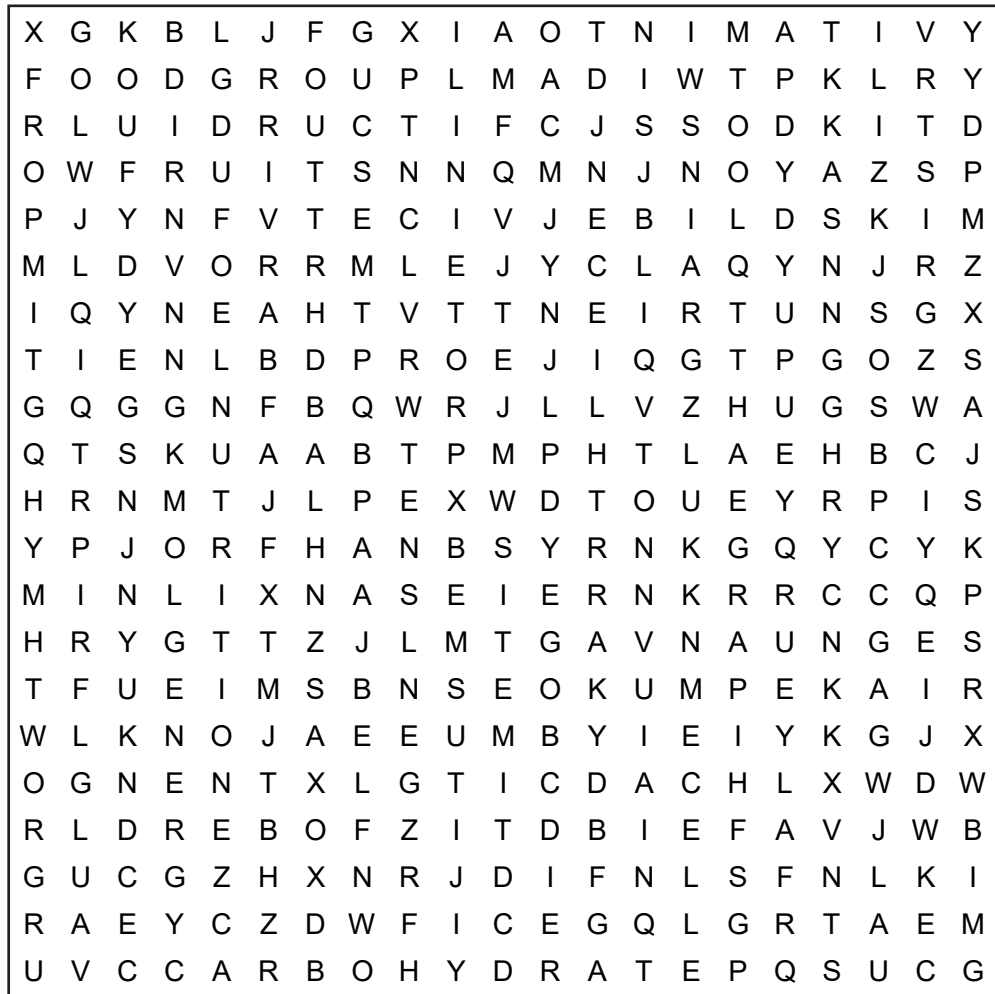 X G K B L J F G X I A O T N I M A T I V Y
F O O D G R O U P L M A D I W T P K L R Y
R L U I D R U C T I F C J S S O D K I T D
O W F R U I T S N N Q M N J N O Y A Z S P
P J Y N F V T E C I V J E B I L D S K I M
M L D V O R R M L E J Y C L A Q Y N J R Z
I Q Y N E A H T V T T N E I R T U N S G X
T I E N L B D P R O E J I Q G T P G O Z S
G Q G G N F B Q W R J L L V Z H U G S W A
Q T S K U A A B T P M P H T L A E H B C J
H R N M T J L P E X W D T O U E Y R P I S
Y P J O R F H A N B S Y R N K G Q Y C Y K
M I N L I X N A S E I E R N K R R C C Q P
H R Y G T T Z J L M T G A V N A U N G E S
T F U E I M S B N S E O K U M P E K A I R
W L K N O J A E E U M B Y I E I Y K G J X
O G N E N T X L G T I C D A C H L X W D W
R L D R E B O F Z I T D B I E F A V J W B
G U C G Z H X N R J D I F N L S F N L K I
R A E Y C Z D W F I C E G Q L G R T A E M
U V C C A R B O H Y D R A T E P Q S U C G